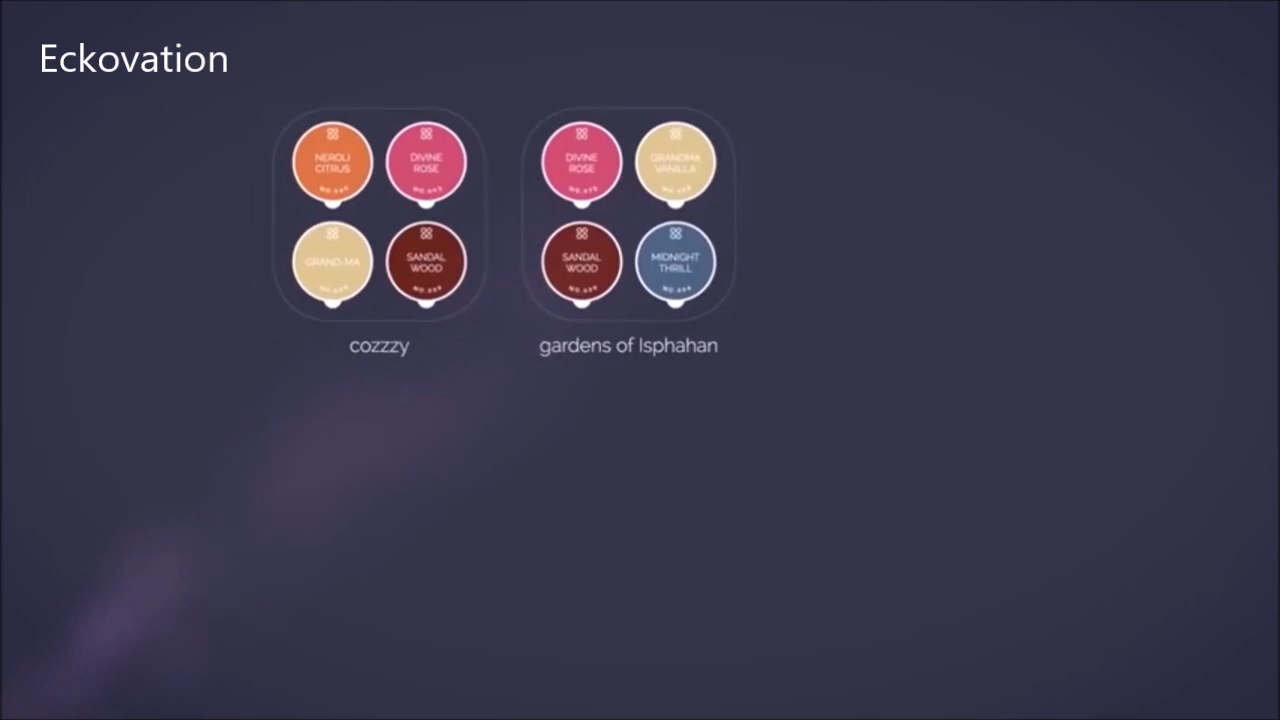 Eckovation
NEROLI
CITRUS
DIVINE
ROSE
DIVINE
ROSE
GRANDMA
VANILLA
GRAND-MA
SANDAL
WOOD
SANDAL
WOOD
MIDNIGHT
THRILL
cozzzy
gardens of Isphahan